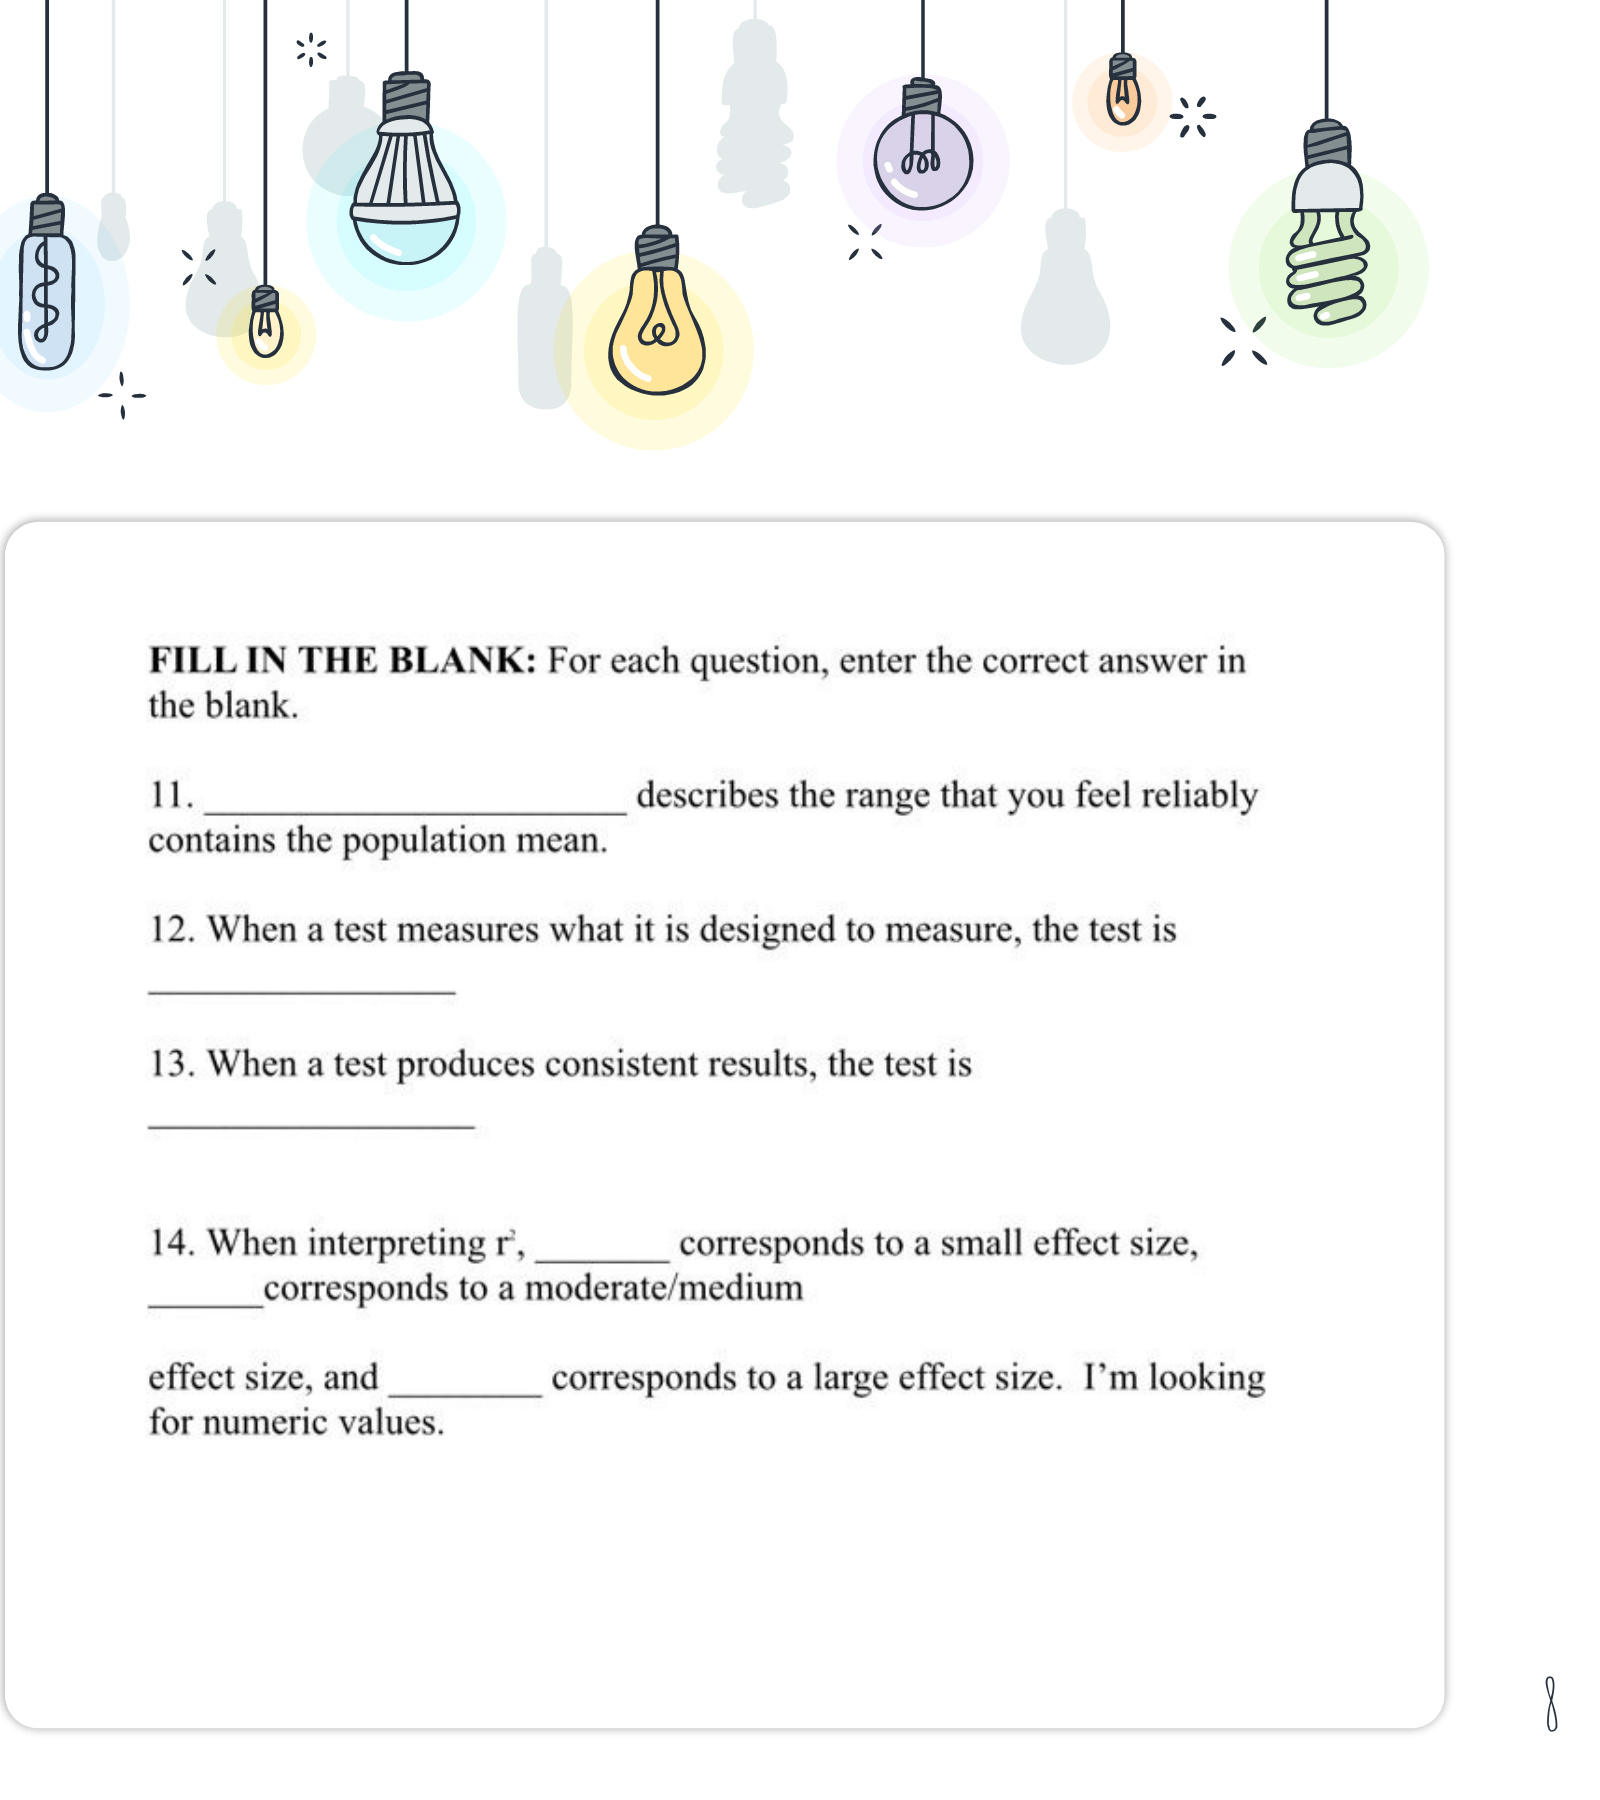 FILL IN THE BLANK: For each question, enter the correct answer in
the blank.
11. ______________________ describes the range that you feel reliably
contains the population mean.
12. When a test measures what it is designed to measure, the test is
________________
13. When a test produces consistent results, the test is
_________________
14. When interpreting r², _______ corresponds to a small effect size,
______corresponds to a moderate/medium
effect size, and ________ corresponds to a large effect size.  I’m looking
for numeric values.
8